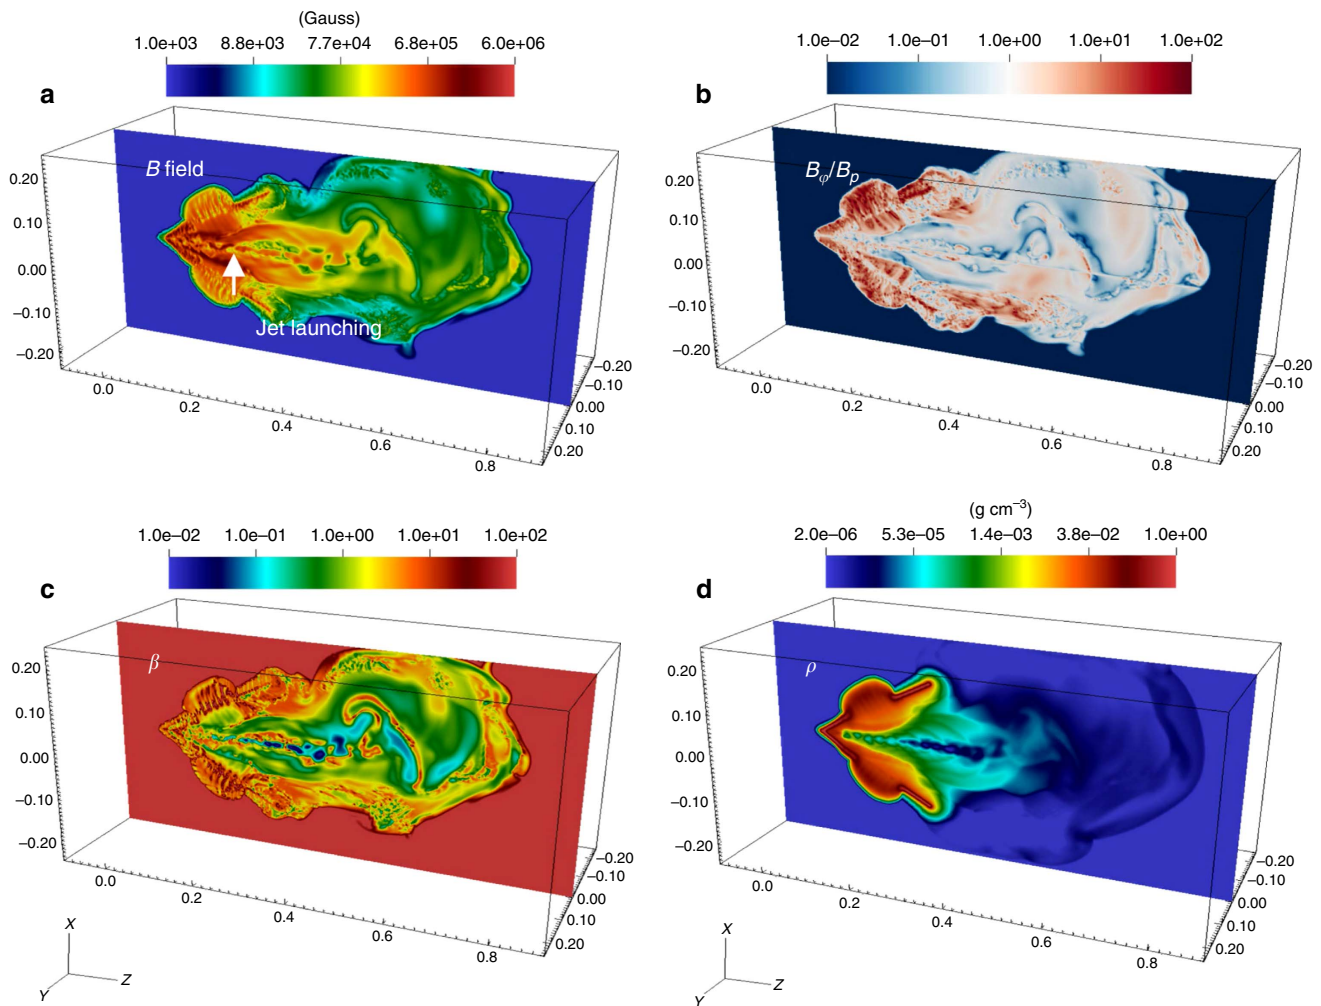 (Gauss)
1.0e+03 8.8e+03 7.7e+04 6.8e+05 6.0e+06
a
B field
Jet launching
0.20
0.10
0.00
−0.10
−0.20
0.0 0.2 0.4 0.6 0.8
−0.20
−0.10
0.00
0.10
0.20
1.0e−02 1.0e−01 1.0e+00 1.0e+01 1.0e+02
b
Bφ/Bp
0.20
0.10
0.00
−0.10
−0.20
0.0 0.2 0.4 0.6 0.8
−0.20
−0.10
0.00
0.10
0.20
1.0e−02 1.0e−01 1.0e+00 1.0e+01 1.0e+02
c
β
0.20
0.10
0.00
−0.10
−0.20
0.0 0.2 0.4 0.6 0.8
−0.20
−0.10
0.00
0.10
0.20
X
Y
Z
(g cm−3)
2.0e−06 5.3e−05 1.4e−03 3.8e−02 1.0e+00
d
ρ
0.20
0.10
0.00
−0.10
−0.20
0.0 0.2 0.4 0.6 0.8
−0.20
−0.10
0.00
0.10
0.20
X
Y
Z